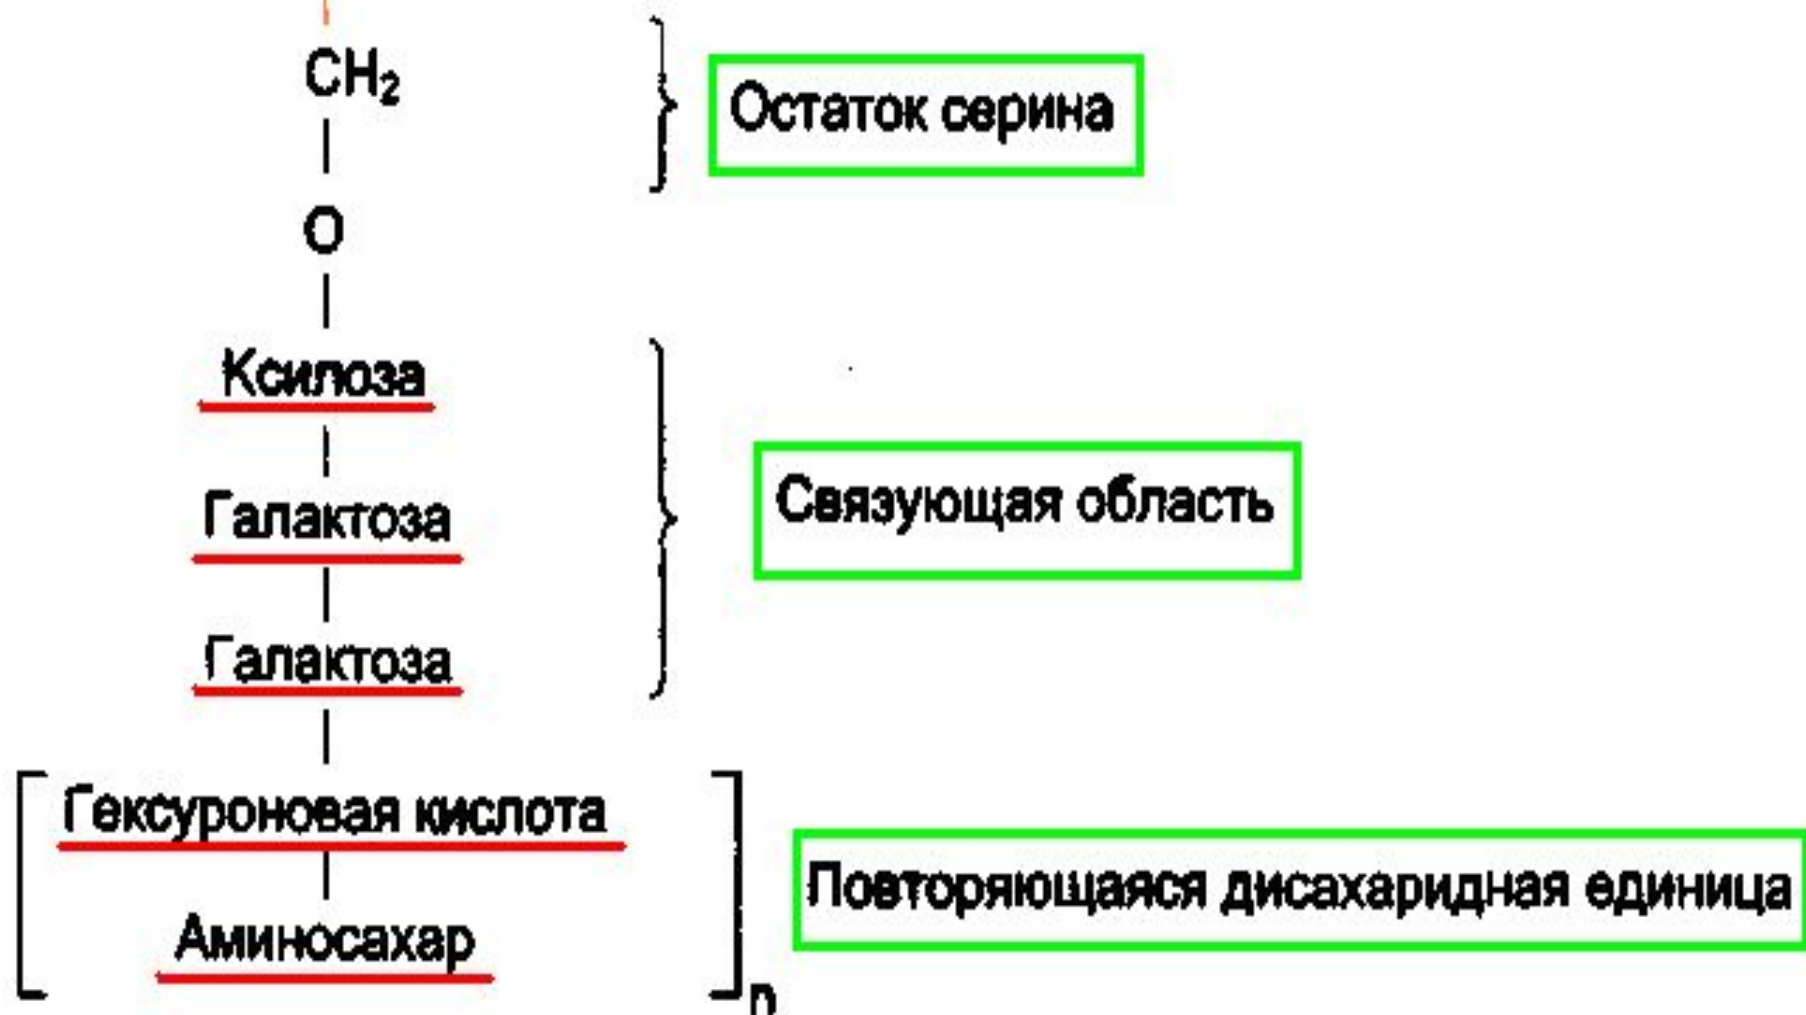 CH₂
Остаток серина
O
Ксилоза
Галактоза
Связующая область
Галактоза
Гексуроновая кислота
Повторяющаяся дисахаридная единица
Аминосахар
n